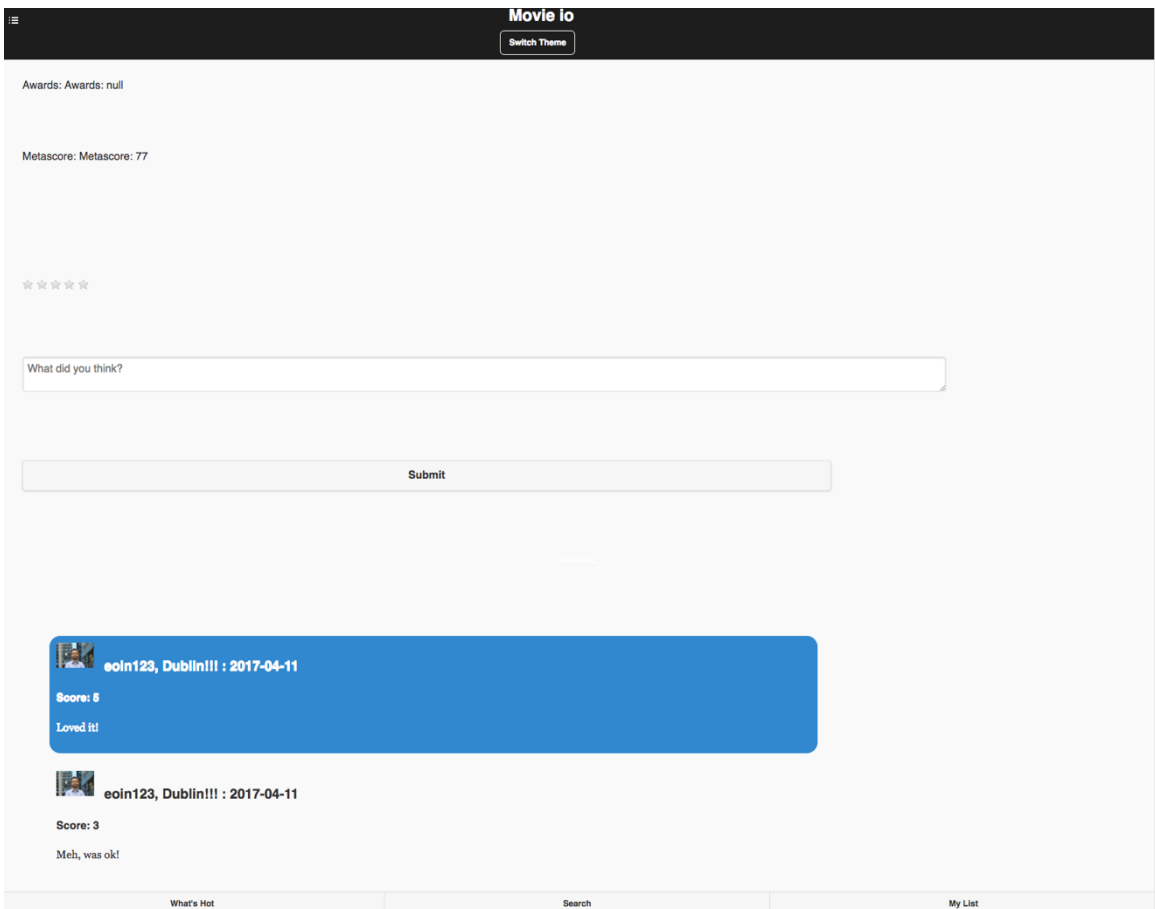 Movie io
Switch Theme
Awards: Awards: null
Metascore: Metascore: 77
What did you think?
Submit
eoin123, Dublin!!! : 2017-04-11
Score: 5
Loved it!
eoin123, Dublin!!! : 2017-04-11
Score: 3
Meh, was ok!
What's Hot
Search
My List